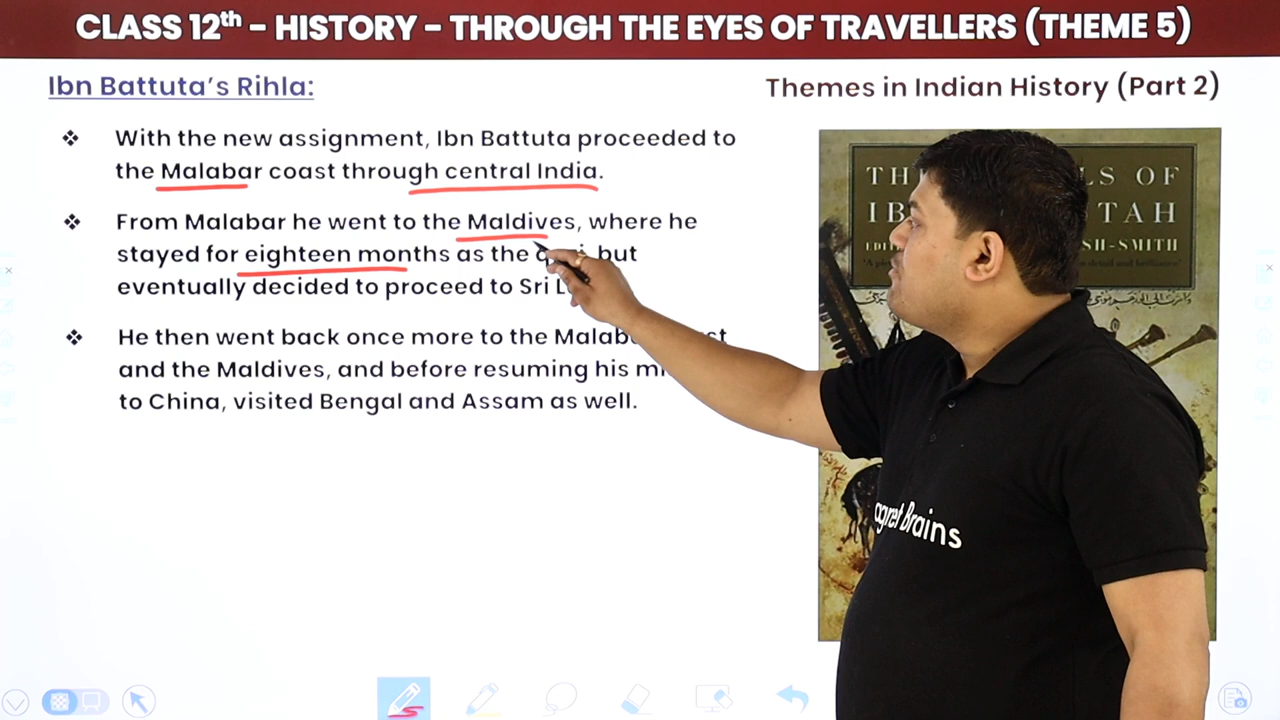 CLASS 12th - HISTORY - THROUGH THE EYES OF TRAVELLERS (THEME 5)
Ibn Battuta's Rihla:
Themes in Indian History (Part 2)
❖ With the new assignment, Ibn Battuta proceeded to
the Malabar coast through central India.
❖ From Malabar he went to the Maldives, where he
stayed for eighteen months as the but
eventually decided to proceed to Sri
❖ He then went back once more to the
and the Maldives, and before resuming his
to China, visited Bengal and Assam as well.
OF
TAH
SH-SMITH
Brains